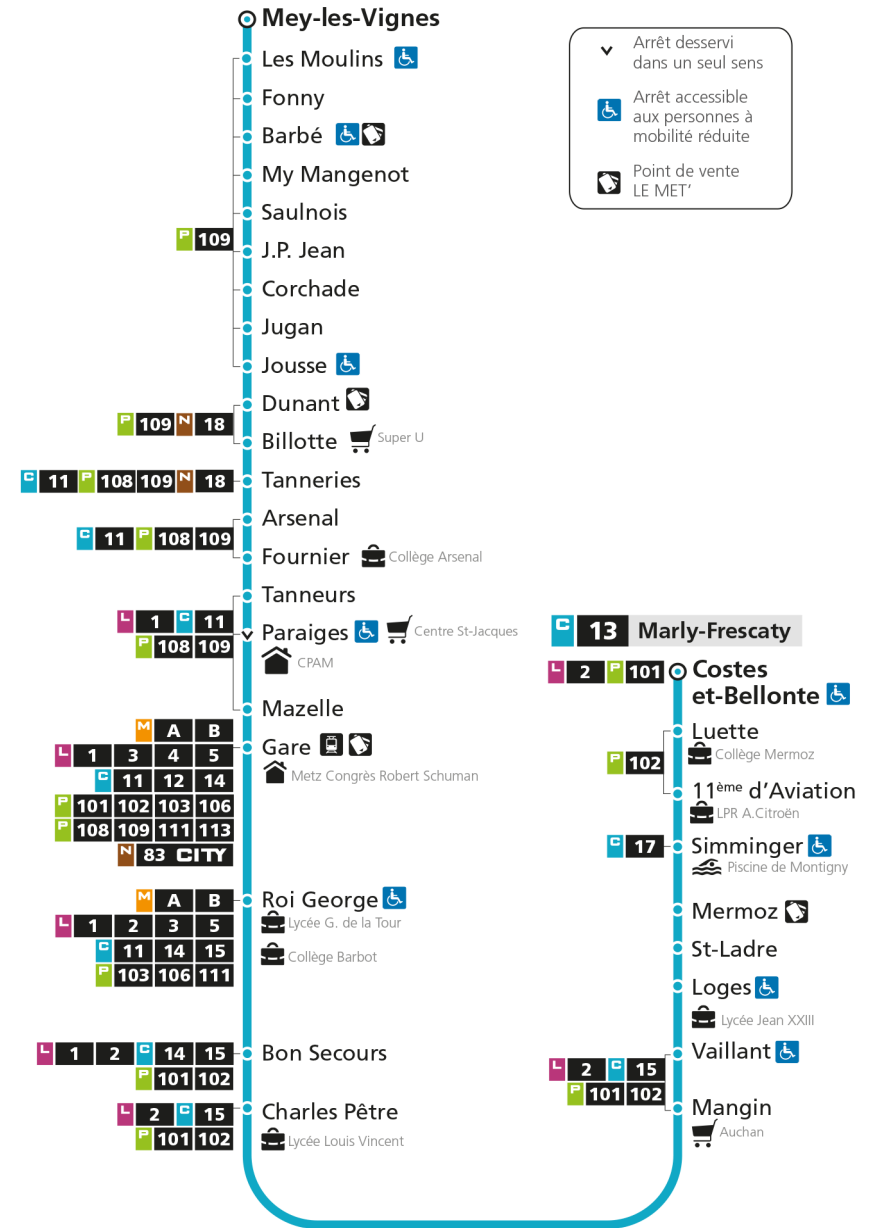 Mey-les-Vignes
Les Moulins
Fonny
Barbé
My Mangenot
Saulnois
P 109
J.P. Jean
Corchade
Jugan
Jousse
Dunant
P 109 N 18
Billotte Super U
C 11 P 108 109 N 18 Tanneries
Arsenal
C 11 P 108 109
Fournier Collège Arsenal
Tanneurs
L 1 C 11
P 108 109
Paraiges Centre St-Jacques
CPAM
Mazelle
M A B
L 1 3 4 5
C 11 12 14
P 101 102 103 106
P 108 109 111 113
N 83 CITY
Gare
Metz Congrès Robert Schuman
M A B
L 1 2 3 5
C 11 14 15
P 103 106 111
Roi George
Lycée G. de la Tour
Collège Barbot
L 1 2 C 14 15
P 101 102
Bon Secours
L 2 C 15
P 101 102
Charles Pêtre
Lycée Louis Vincent
Arrêt desservi
dans un seul sens
Arrêt accessible
aux personnes à
mobilité réduite
Point de vente
LE MET’
C 13 Marly-Frescaty
L 2 P 101
Costes
et-Bellonte
Luette
Collège Mermoz
P 102
11ème d’Aviation
LPR A.Citroën
C 17 Simminger
Piscine de Montigny
Mermoz
St-Ladre
Loges
Lycée Jean XXIII
Vaillant
L 2 C 15
P 101 102
Mangin
Auchan